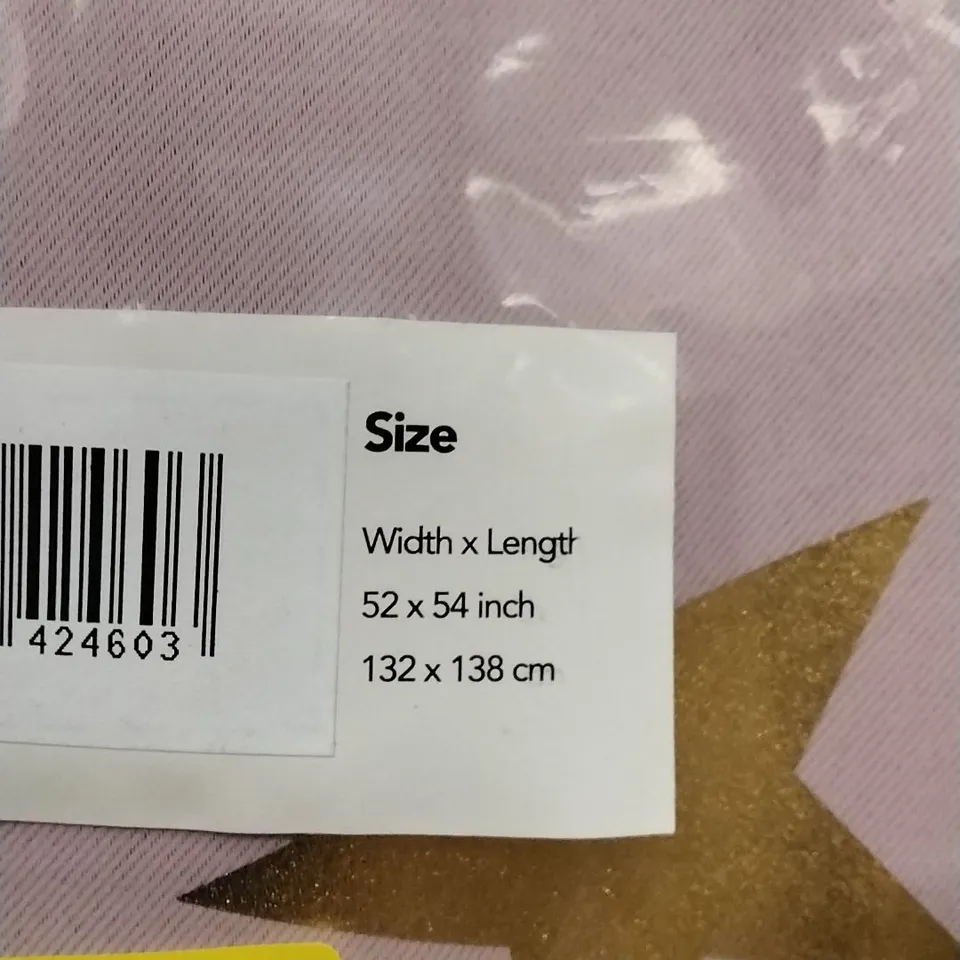 Size
Width x Length
52 x 54 inch
132 x 138 cm
424603